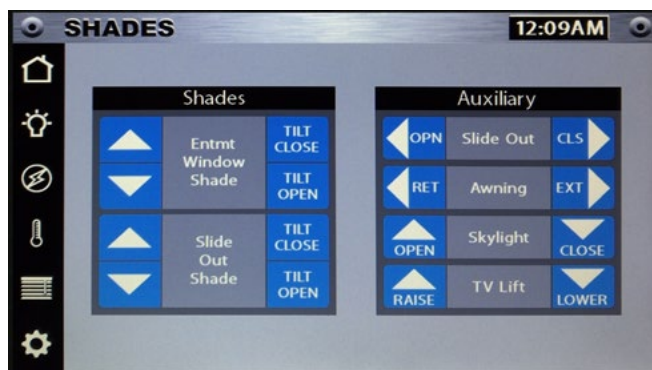 SHADES
12:09AM
Shades
Entmt
Window
Shade
TILT
CLOSE
TILT
OPEN
Slide
Out
Shade
TILT
CLOSE
TILT
OPEN
Auxiliary
OPN Slide Out CLS
RET Awning EXT
OPEN Skylight CLOSE
RAISE TV Lift LOWER